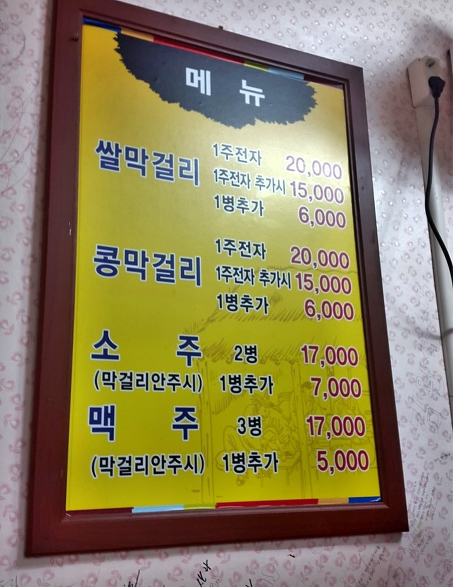 메 뉴
쌀막걸리 1주전자 20,000
1주전자 추가시 15,000
1병추가 6,000
콩막걸리 1주전자 20,000
1주전자 추가시 15,000
1병추가 6,000
소 주 2병 17,000
(막걸리안주시) 1병추가 7,000
맥 주 3병 17,000
(막걸리안주시) 1병추가 5,000